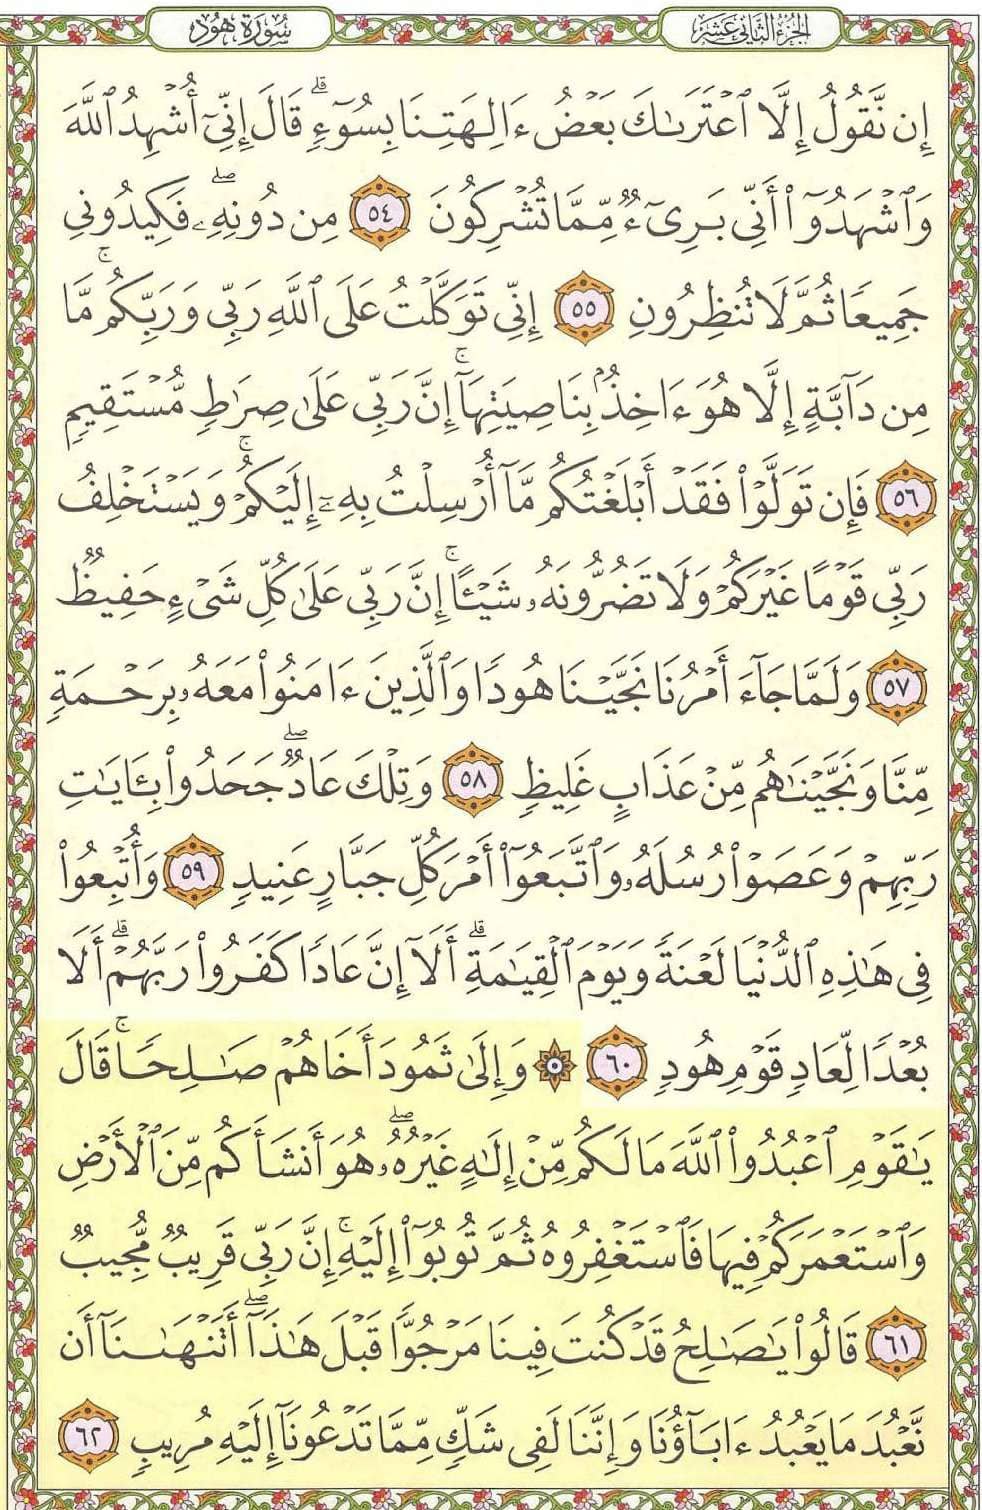 الجزء الثاني عشر
سورة هود
إِن نَّقُولُ إِلَّا ٱعْتَرَىٰكَ بَعْضُ ءَالِهَتِنَا بِسُوٓءٍۗ قَالَ إِنِّىٓ أُشْهِدُ ٱللَّهَ
وَٱشْهَدُوٓا۟ أَنِّى بَرِىٓءٌ مِّمَّا تُشْرِكُونَ ٥٤ مِن دُونِهِۦۖ فَكِيدُونِى
جَمِيعًا ثُمَّ لَا تُنظِرُونِ ٥٥ إِنِّى تَوَكَّلْتُ عَلَى ٱللَّهِ رَبِّى وَرَبِّكُمۚ مَّا
مِن دَآبَّةٍ إِلَّا هُوَ ءَاخِذٌۢ بِنَاصِيَتِهَآۚ إِنَّ رَبِّى عَلَىٰ صِرَٰطٍ مُّسْتَقِيمٍ
٥٦ فَإِن تَوَلَّوْا۟ فَقَدْ أَبْلَغْتُكُم مَّآ أُرْسِلْتُ بِهِۦٓ إِلَيْكُمْۚ وَيَسْتَخْلِفُ
رَبِّى قَوْمًا غَيْرَكُمْ وَلَا تَضُرُّونَهُۥ شَيْـًٔاۚ إِنَّ رَبِّى عَلَىٰ كُلِّ شَىْءٍ حَفِيظٌ
٥٧ وَلَمَّا جَآءَ أَمْرُنَا نَجَّيْنَا هُودًا وَٱلَّذِينَ ءَامَنُوا۟ مَعَهُۥ بِرَحْمَةٍ
مِّنَّا وَنَجَّيْنَٰهُم مِّنْ عَذَابٍ غَلِيظٍ ٥٨ وَتِلْكَ عَادٌۖ جَحَدُوا۟ بِـَٔايَٰتِ
رَبِّهِمْ وَعَصَوْا۟ رُسُلَهُۥ وَٱتَّبَعُوٓا۟ أَمْرَ كُلِّ جَبَّارٍ عَنِيدٍ ٥٩ وَأُتْبِعُوا۟
فِى هَٰذِهِ ٱلدُّنْيَا لَعْنَةً وَيَوْمَ ٱلْقِيَٰمَةِۗ أَلَآ إِنَّ عَادًا كَفَرُوا۟ رَبَّهُمْۗ أَلَا
بُعْدًا لِّعَادٍ قَوْمِ هُودٍ ٦٠ ۞ وَإِلَىٰ ثَمُودَ أَخَاهُمْ صَٰلِحًاۚ قَالَ
يَٰقَوْمِ ٱعْبُدُوا۟ ٱللَّهَ مَا لَكُم مِّنْ إِلَٰهٍ غَيْرُهُۥۖ هُوَ أَنشَأَكُم مِّنَ ٱلْأَرْضِ
وَٱسْتَعْمَرَكُمْ فِيهَا فَٱسْتَغْفِرُوهُ ثُمَّ تُوبُوٓا۟ إِلَيْهِۚ إِنَّ رَبِّى قَرِيبٌ مُّجِيبٌ
٦١ قَالُوا۟ يَٰصَٰلِحُ قَدْ كُنتَ فِينَا مَرْجُوًّا قَبْلَ هَٰذَآۖ أَتَنْهَىٰنَآ أَن
نَّعْبُدَ مَا يَعْبُدُ ءَابَآؤُنَا وَإِنَّنَا لَفِى شَكٍّ مِّمَّا تَدْعُونَآ إِلَيْهِ مُرِيبٍ ٦٢